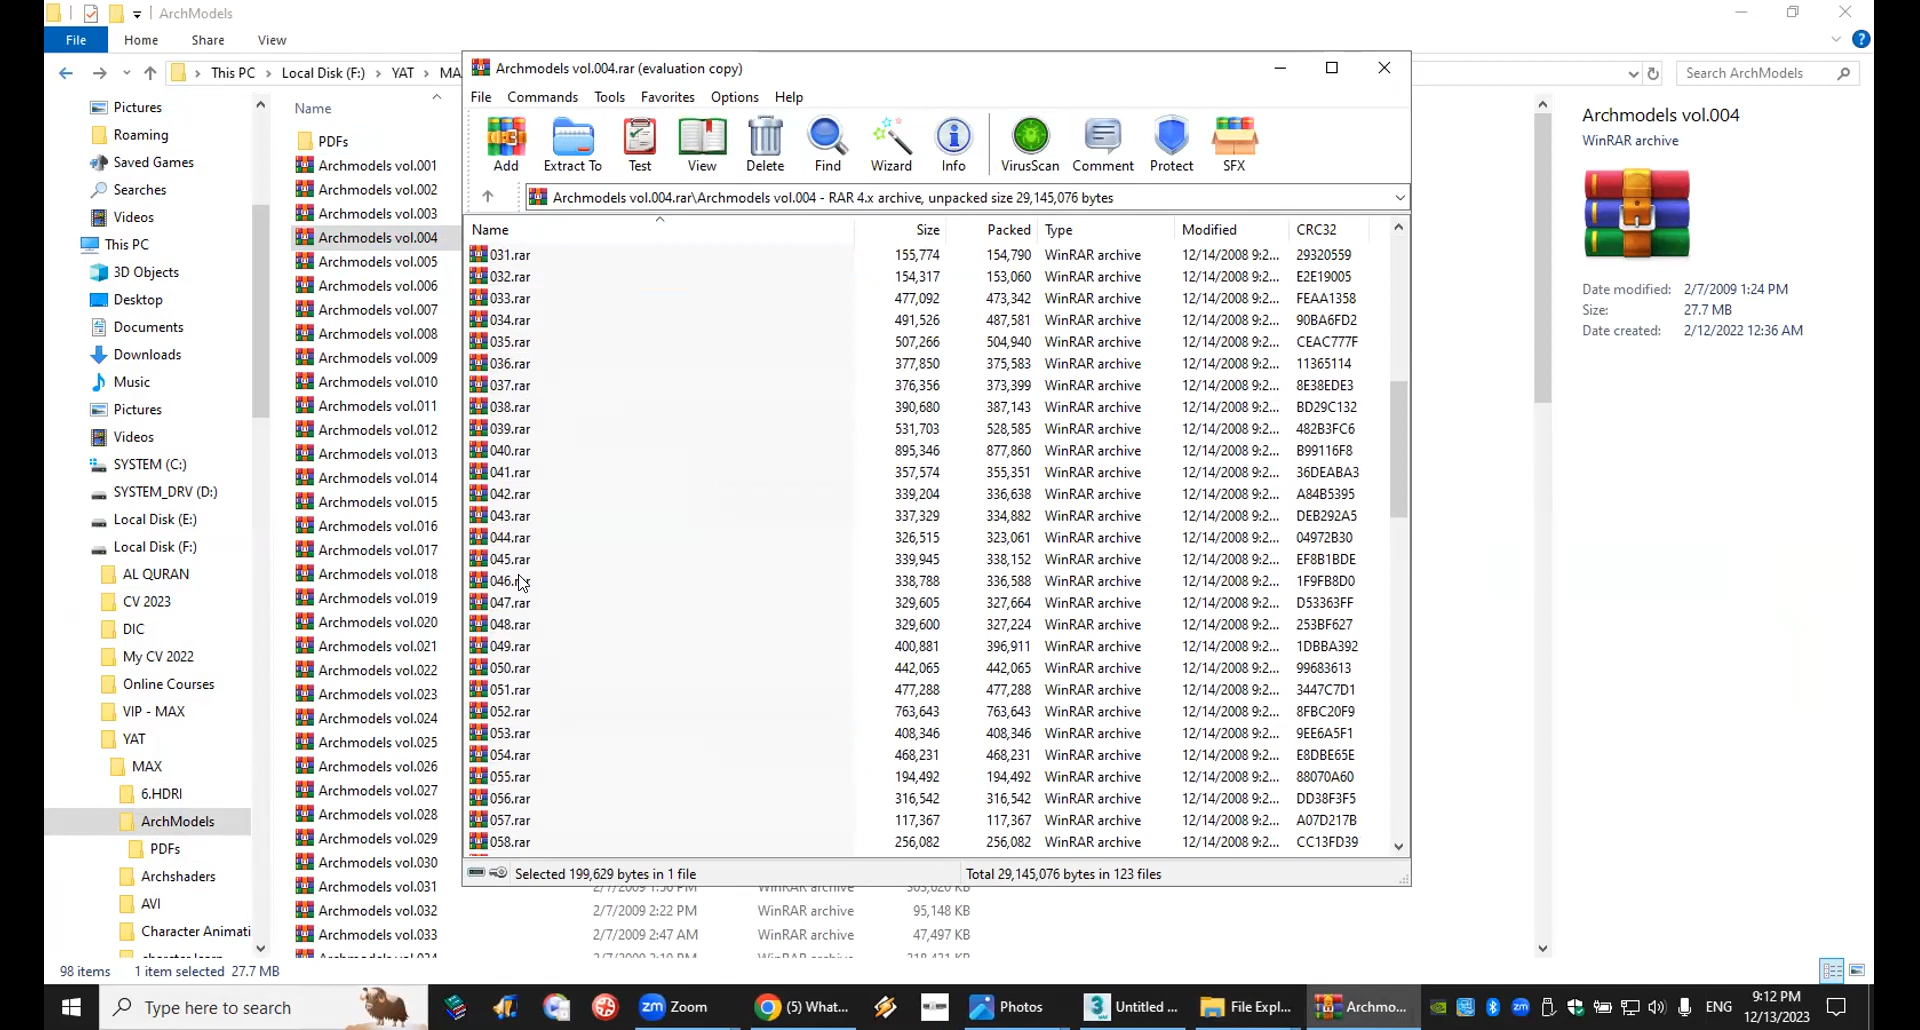 ArchModels
File Home Share View
This PC Local Disk (F:) YAT MA
Search ArchModels
Pictures
Roaming
Saved Games
Searches
Videos
This PC
3D Objects
Desktop
Documents
Downloads
Music
Pictures
Videos
SYSTEM (C:)
SYSTEM_DRV (D:)
Local Disk (E:)
Local Disk (F:)
AL QURAN
CV 2023
DIC
My CV 2022
Online Courses
VIP - MAX
YAT
MAX
6.HDRI
ArchModels
PDFs
Archshaders
AVI
Character Animati
Name
PDFs
Archmodels vol.001
Archmodels vol.002
Archmodels vol.003
Archmodels vol.004
Archmodels vol.005
Archmodels vol.006
Archmodels vol.007
Archmodels vol.008
Archmodels vol.009
Archmodels vol.010
Archmodels vol.011
Archmodels vol.012
Archmodels vol.013
Archmodels vol.014
Archmodels vol.015
Archmodels vol.016
Archmodels vol.017
Archmodels vol.018
Archmodels vol.019
Archmodels vol.020
Archmodels vol.021
Archmodels vol.022
Archmodels vol.023
Archmodels vol.024
Archmodels vol.025
Archmodels vol.026
Archmodels vol.027
Archmodels vol.028
Archmodels vol.029
Archmodels vol.030
Archmodels vol.031
Archmodels vol.032 2/7/2009 2:22 PM WinRAR archive 95,148 KB
Archmodels vol.033 2/7/2009 2:47 AM WinRAR archive 47,497 KB
Archmodels vol.004.rar (evaluation copy)
File Commands Tools Favorites Options Help
Add Extract To Test View Delete Find Wizard Info VirusScan Comment Protect SFX
Archmodels vol.004.rar\Archmodels vol.004 - RAR 4.x archive, unpacked size 29,145,076 bytes
Name Size Packed Type Modified CRC32
031.rar 155,774 154,790 WinRAR archive 12/14/2008 9:2... 29320559
032.rar 154,317 153,060 WinRAR archive 12/14/2008 9:2... E2E19005
033.rar 477,092 473,342 WinRAR archive 12/14/2008 9:2... FEAA1358
034.rar 491,526 487,581 WinRAR archive 12/14/2008 9:2... 90BA6FD2
035.rar 507,266 504,940 WinRAR archive 12/14/2008 9:2... CEAC777F
036.rar 377,850 375,583 WinRAR archive 12/14/2008 9:2... 11365114
037.rar 376,356 373,399 WinRAR archive 12/14/2008 9:2... 8E38EDE3
038.rar 390,680 387,143 WinRAR archive 12/14/2008 9:2... BD29C132
039.rar 531,703 528,585 WinRAR archive 12/14/2008 9:2... 482B3FC6
040.rar 895,346 877,860 WinRAR archive 12/14/2008 9:2... B99116F8
041.rar 357,574 355,351 WinRAR archive 12/14/2008 9:2... 36DEABA3
042.rar 339,204 336,638 WinRAR archive 12/14/2008 9:2... A84B5395
043.rar 337,329 334,882 WinRAR archive 12/14/2008 9:2... DEB292A5
044.rar 326,515 323,061 WinRAR archive 12/14/2008 9:2... 04972B30
045.rar 339,945 338,152 WinRAR archive 12/14/2008 9:2... EF8B1BDE
046.rar 338,788 336,588 WinRAR archive 12/14/2008 9:2... 1F9FB8D0
047.rar 329,605 327,664 WinRAR archive 12/14/2008 9:2... D53363FF
048.rar 329,600 327,224 WinRAR archive 12/14/2008 9:2... 253BF627
049.rar 400,881 396,911 WinRAR archive 12/14/2008 9:2... 1DBBA392
050.rar 442,065 442,065 WinRAR archive 12/14/2008 9:2... 99683613
051.rar 477,288 477,288 WinRAR archive 12/14/2008 9:2... 3447C7D1
052.rar 763,643 763,643 WinRAR archive 12/14/2008 9:2... 8FBC20F9
053.rar 408,346 408,346 WinRAR archive 12/14/2008 9:2... 9EE6A5F1
054.rar 468,231 468,231 WinRAR archive 12/14/2008 9:2... E8DBE65E
055.rar 194,492 194,492 WinRAR archive 12/14/2008 9:2... 88070A60
056.rar 316,542 316,542 WinRAR archive 12/14/2008 9:2... DD38F3F5
057.rar 117,367 117,367 WinRAR archive 12/14/2008 9:2... A07D217B
058.rar 256,082 256,082 WinRAR archive 12/14/2008 9:2... CC13FD39
Selected 199,629 bytes in 1 file Total 29,145,076 bytes in 123 files
Archmodels vol.004
WinRAR archive
Date modified: 2/7/2009 1:24 PM
Size: 27.7 MB
Date created: 2/12/2022 12:36 AM
98 items 1 item selected 27.7 MB
Type here to search
zm Zoom
(5) What...
Photos
3 Untitled ...
File Expl...
Archmo...
zm
ENG
9:12 PM
12/13/2023